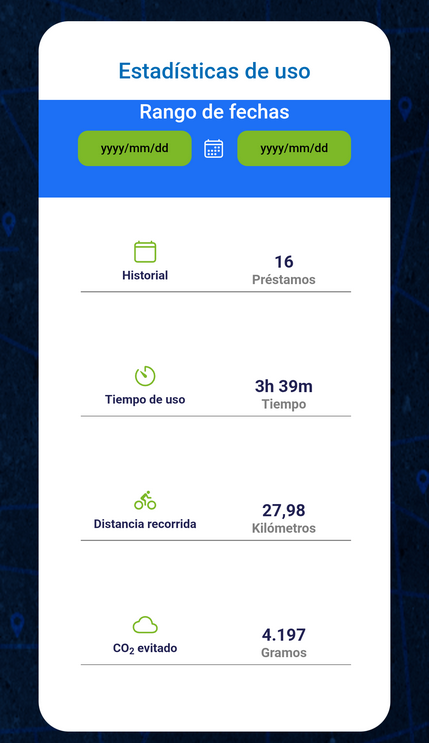 Estadísticas de uso
Rango de fechas
yyyy/mm/dd yyyy/mm/dd
Historial
16
Préstamos
Tiempo de uso
3h 39m
Tiempo
Distancia recorrida
27,98
Kilómetros
CO₂ evitado
4.197
Gramos